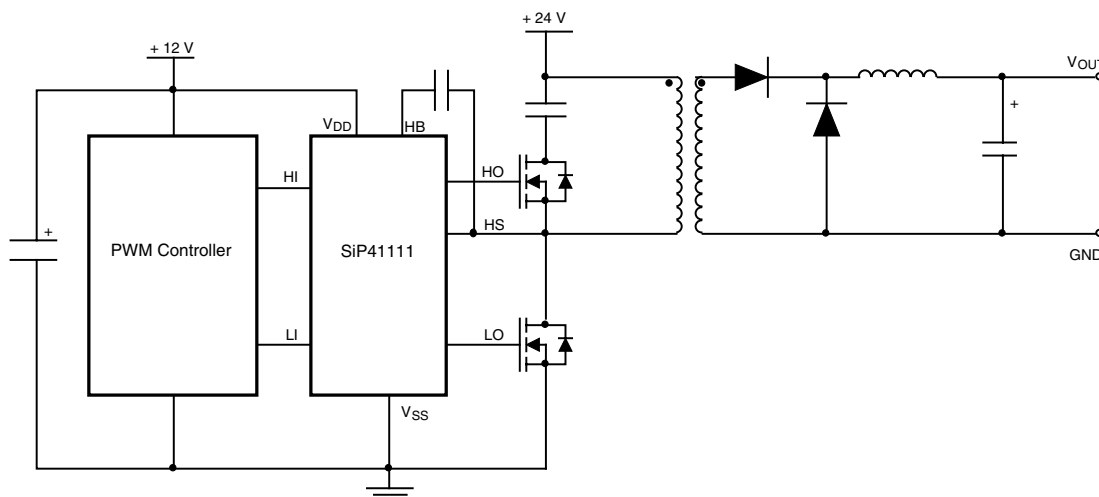 + 24 V
+ 12 V
VOUT
+
VDD
HB
HI
HO
+
HS
PWM Controller
SiP41111
GND
LI
LO
VSS